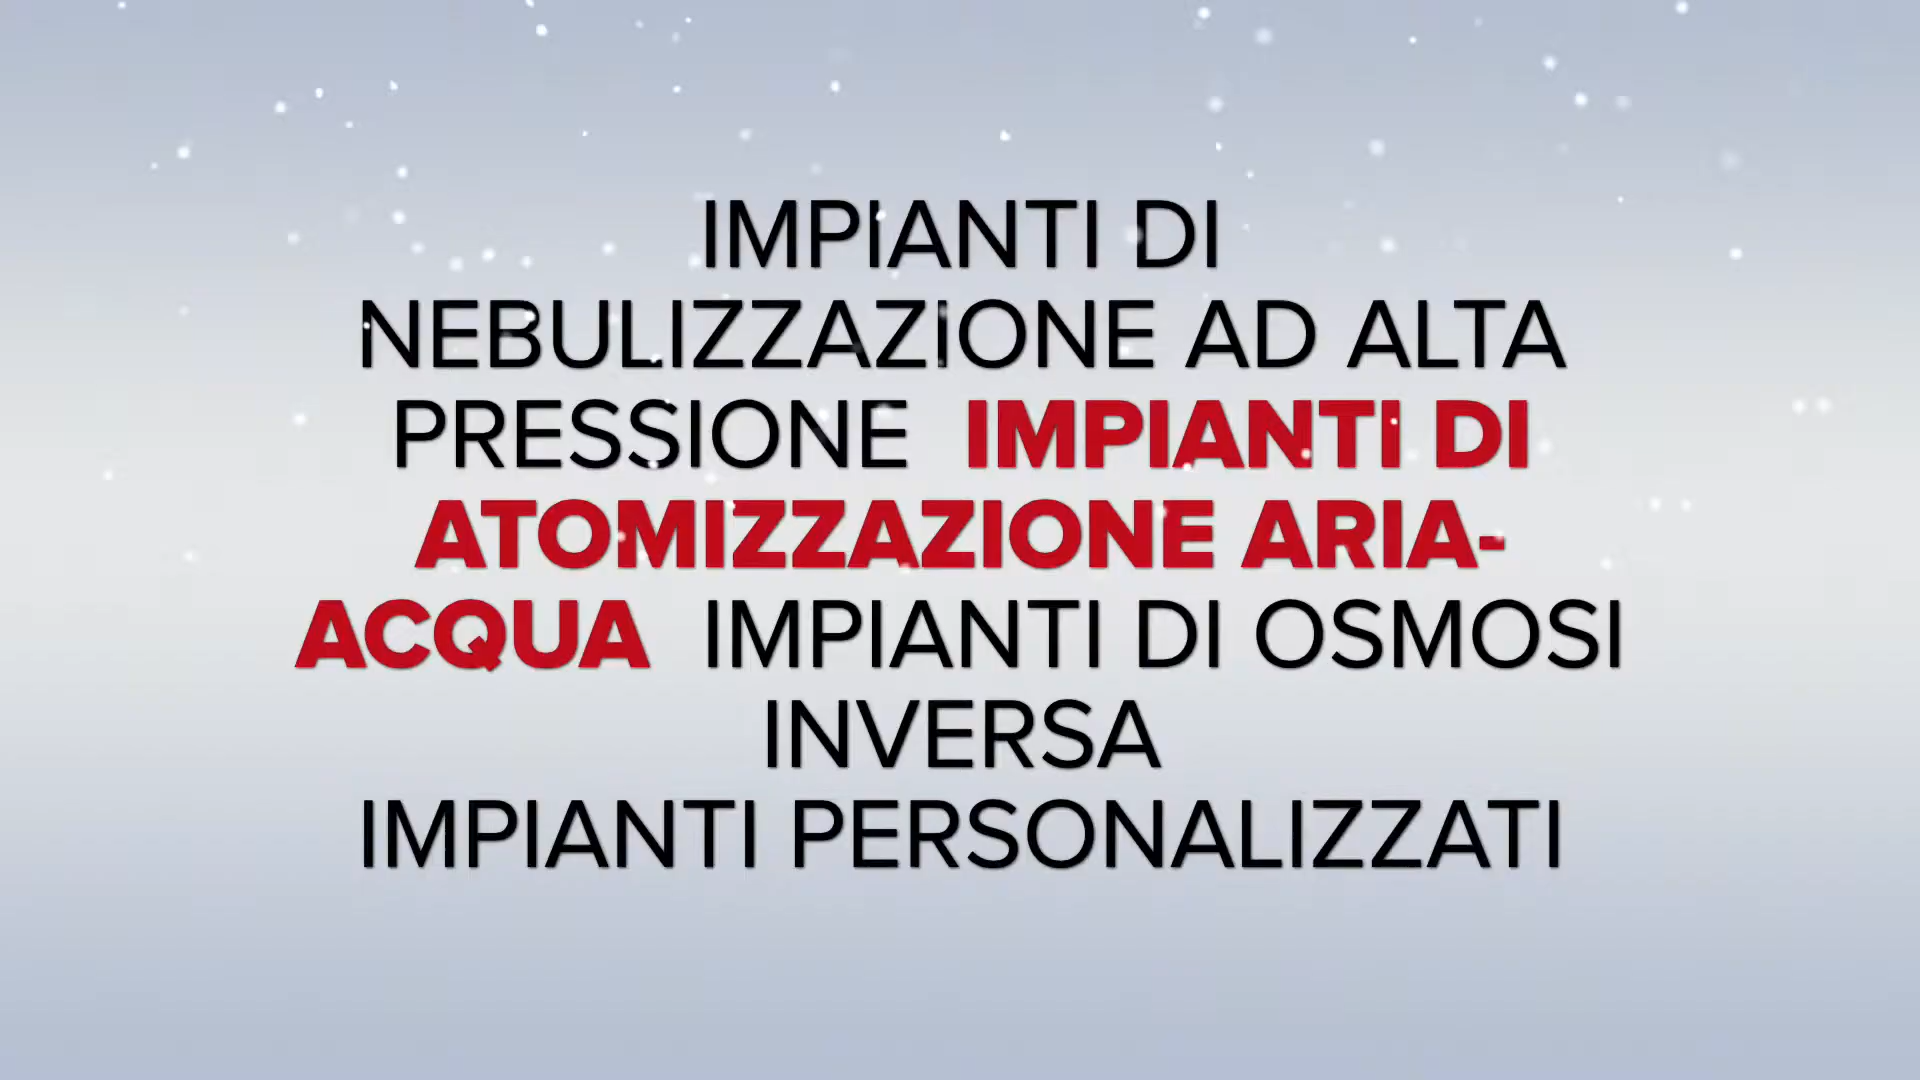 IMPIANTI DI
NEBULIZZAZIONE AD ALTA
PRESSIONE IMPIANTI DI
ATOMIZZAZIONE ARIA-
ACQUA IMPIANTI DI OSMOSI
INVERSA
IMPIANTI PERSONALIZZATI